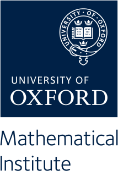 UNIVERSITY OF
OXFORD
Mathematical
Institute